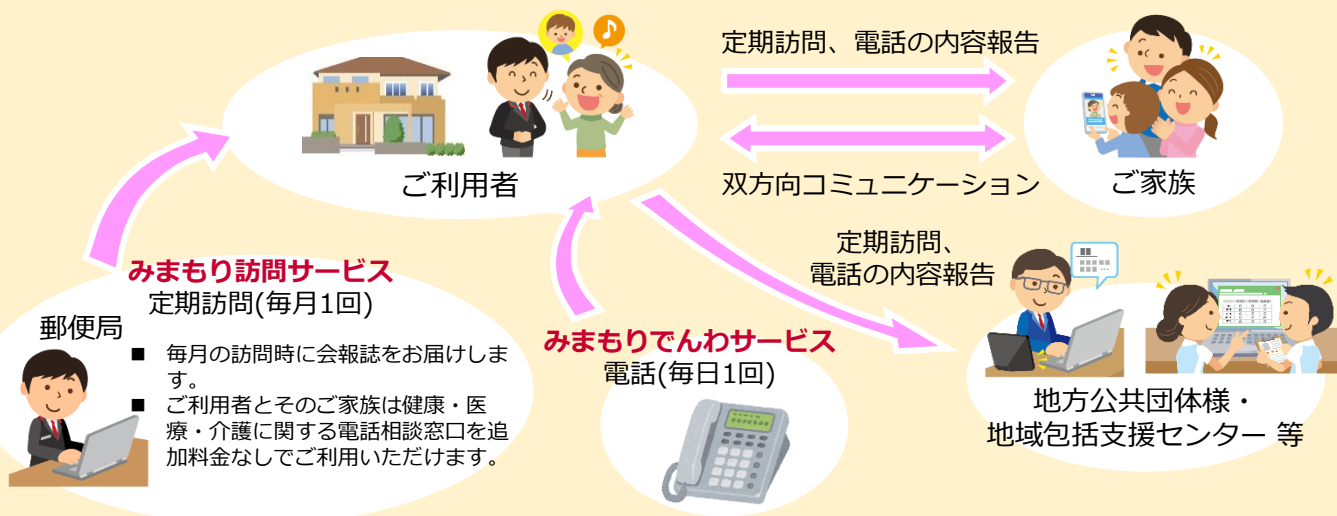 定期訪問、電話の内容報告
ご利用者
双方向コミュニケーション
ご家族
定期訪問、
電話の内容報告
みまもり訪問サービス
定期訪問(毎月1回)
郵便局
■ 毎月の訪問時に会報誌をお届けしま
す。
■ ご利用者とそのご家族は健康・医
療・介護に関する電話相談窓口を追
加料金なしでご利用いただけます。
みまもりでんわサービス
電話(毎日1回)
地方公共団体様・
地域包括支援センター 等